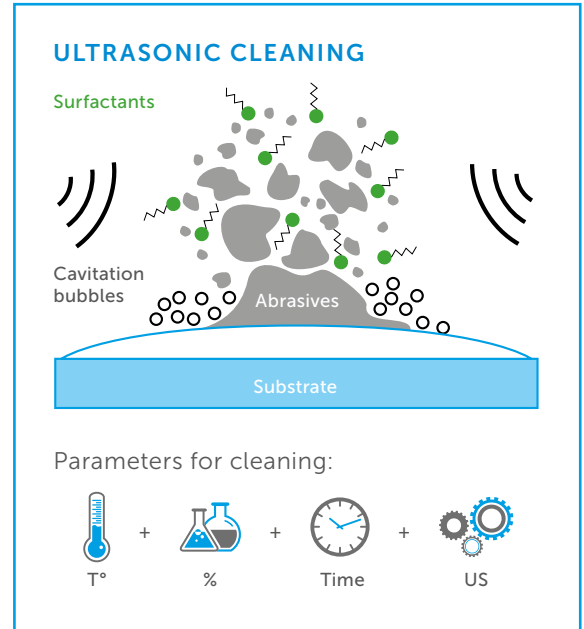 ULTRASONIC CLEANING
Surfactants
Cavitation
bubbles
Abrasives
Substrate
Parameters for cleaning:
+ + +
T° % Time US